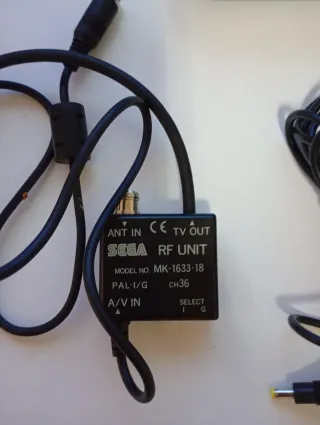 ANT IN CE TV OUT
SEGA RF UNIT
MODEL NO. MK-1633-18
PAL-I/G CH36
A/V IN SELECT
I G